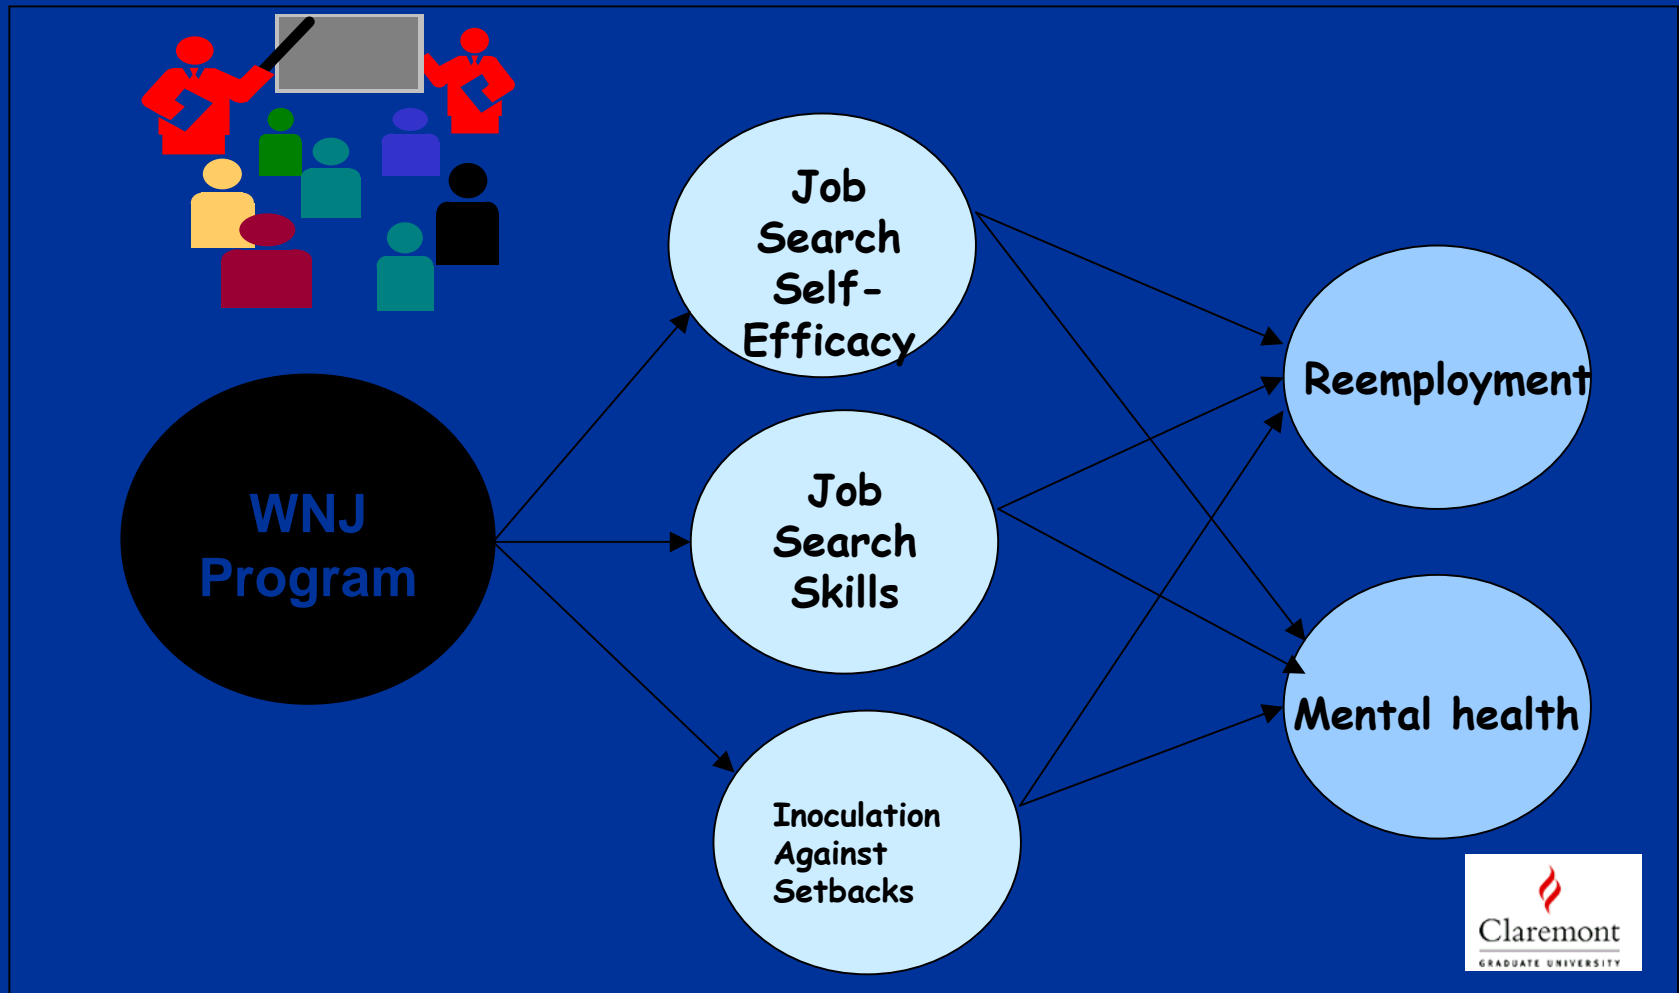 WNJ
Program
Job
Search
Self-
Efficacy
Job
Search
Skills
Inoculation
Against
Setbacks
Reemployment
Mental health
Claremont
GRADUATE UNIVERSITY